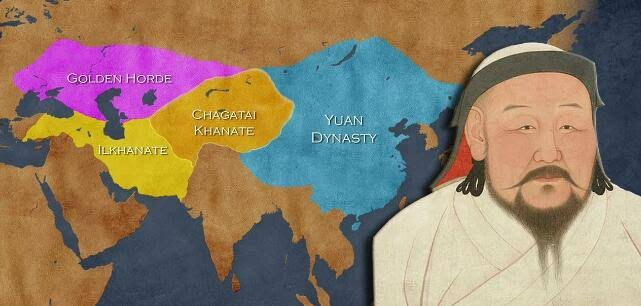 GOLDEN HORDE
CHAGATAI
KHANATE
ILKHANATE
YUAN
DYNASTY